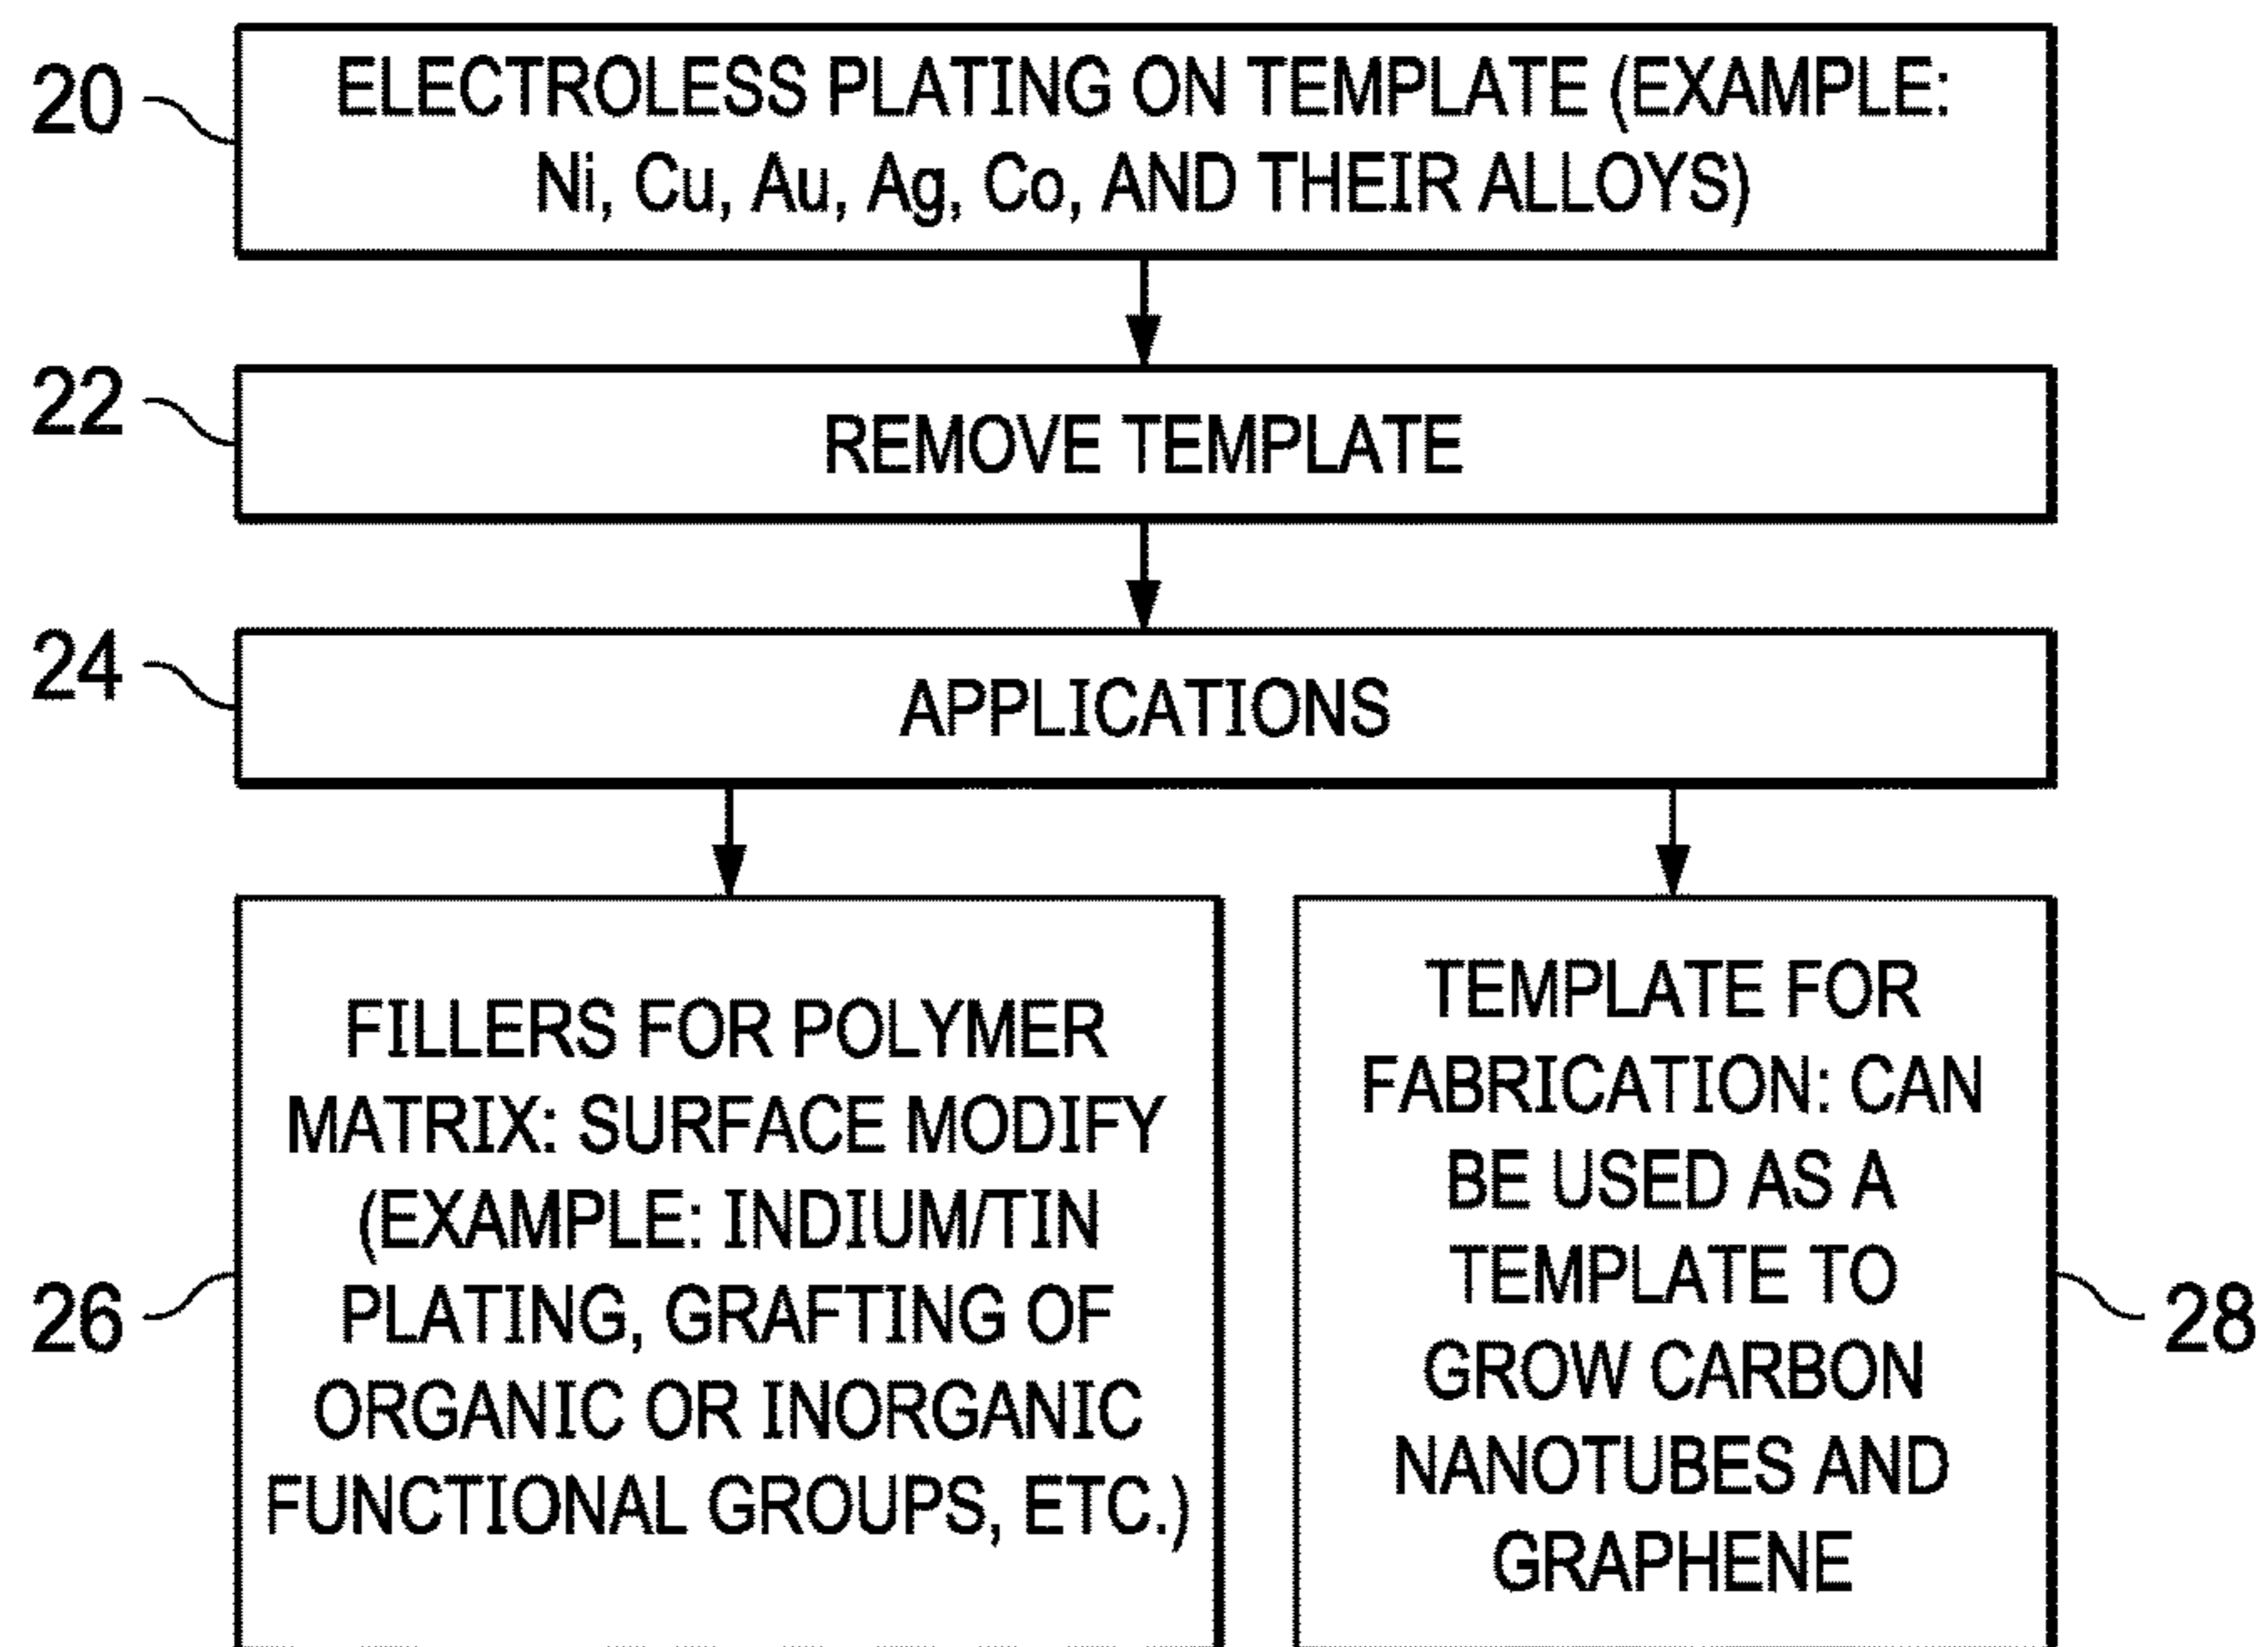 20
ELECTROLESS PLATING ON TEMPLATE (EXAMPLE:
Ni, Cu, Au, Ag, Co, AND THEIR ALLOYS)
22
REMOVE TEMPLATE
24
APPLICATIONS
26
FILLERS FOR POLYMER
MATRIX: SURFACE MODIFY
(EXAMPLE: INDIUM/TIN
PLATING, GRAFTING OF
ORGANIC OR INORGANIC
FUNCTIONAL GROUPS, ETC.)
TEMPLATE FOR
FABRICATION: CAN
BE USED AS A
TEMPLATE TO
GROW CARBON
NANOTUBES AND
GRAPHENE
28